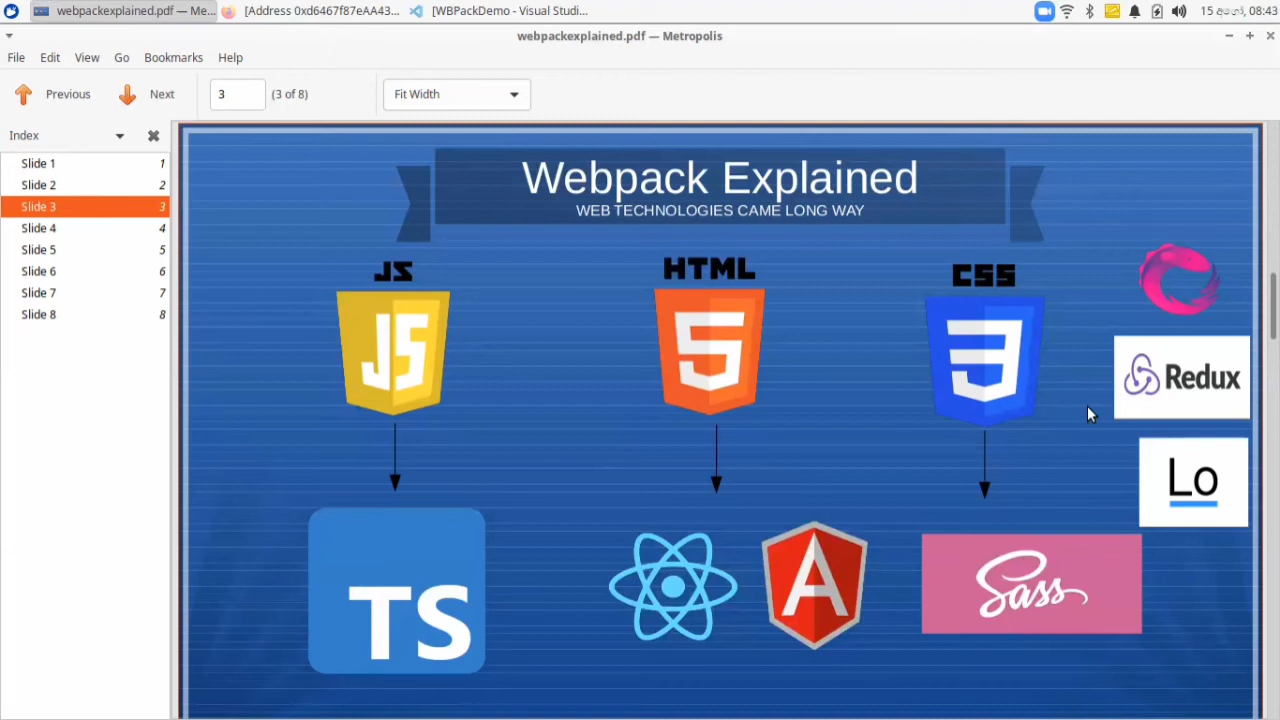 webpackexplained.pdf — Me...
[Address 0xd6467f87eAA43...
[WBPackDemo - Visual Studi...
15 අගෝ, 08:43
webpackexplained.pdf — Metropolis
File Edit View Go Bookmarks Help
Previous Next 3 (3 of 8) Fit Width
Index
Slide 1 1
Slide 2 2
Slide 3 3
Slide 4 4
Slide 5 5
Slide 6 6
Slide 7 7
Slide 8 8
Webpack Explained
WEB TECHNOLOGIES CAME LONG WAY
JS HTML CSS
JS 5 3
Redux
Lo
TS A Sass